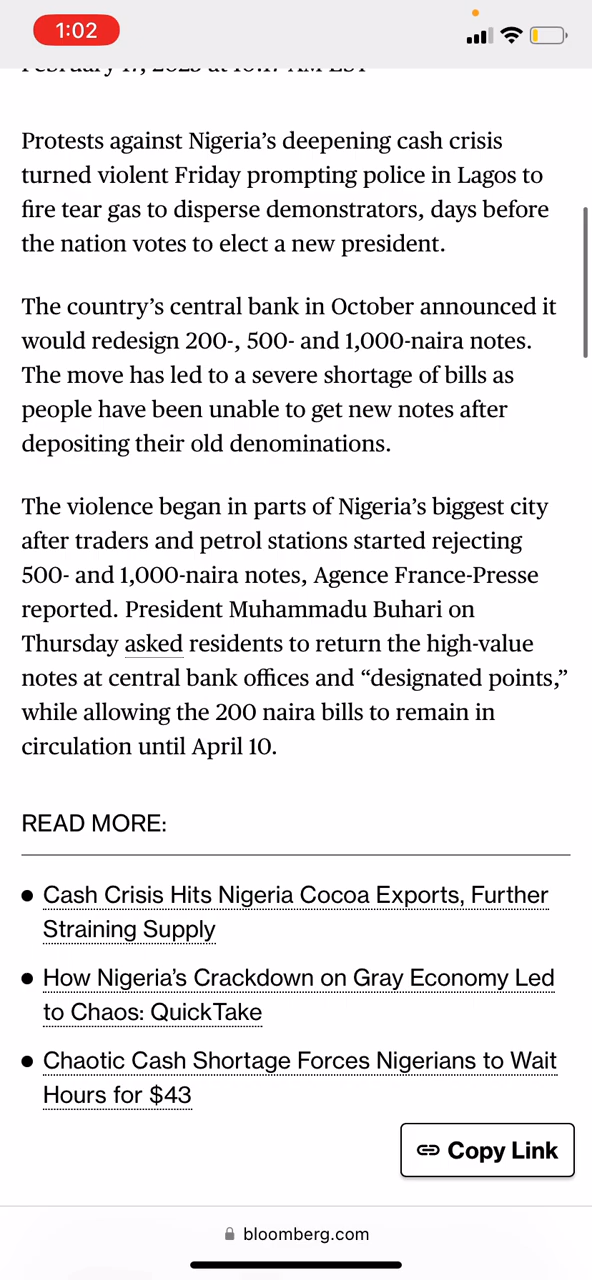 1:02
February 17, 2023 at 10:17 AM EST
Protests against Nigeria’s deepening cash crisis
turned violent Friday prompting police in Lagos to
fire tear gas to disperse demonstrators, days before
the nation votes to elect a new president.
The country’s central bank in October announced it
would redesign 200-, 500- and 1,000-naira notes.
The move has led to a severe shortage of bills as
people have been unable to get new notes after
depositing their old denominations.
The violence began in parts of Nigeria’s biggest city
after traders and petrol stations started rejecting
500- and 1,000-naira notes, Agence France-Presse
reported. President Muhammadu Buhari on
Thursday asked residents to return the high-value
notes at central bank offices and “designated points,”
while allowing the 200 naira bills to remain in
circulation until April 10.
READ MORE:
Cash Crisis Hits Nigeria Cocoa Exports, Further
Straining Supply
How Nigeria’s Crackdown on Gray Economy Led
to Chaos: QuickTake
Chaotic Cash Shortage Forces Nigerians to Wait
Hours for $43
Copy Link
bloomberg.com